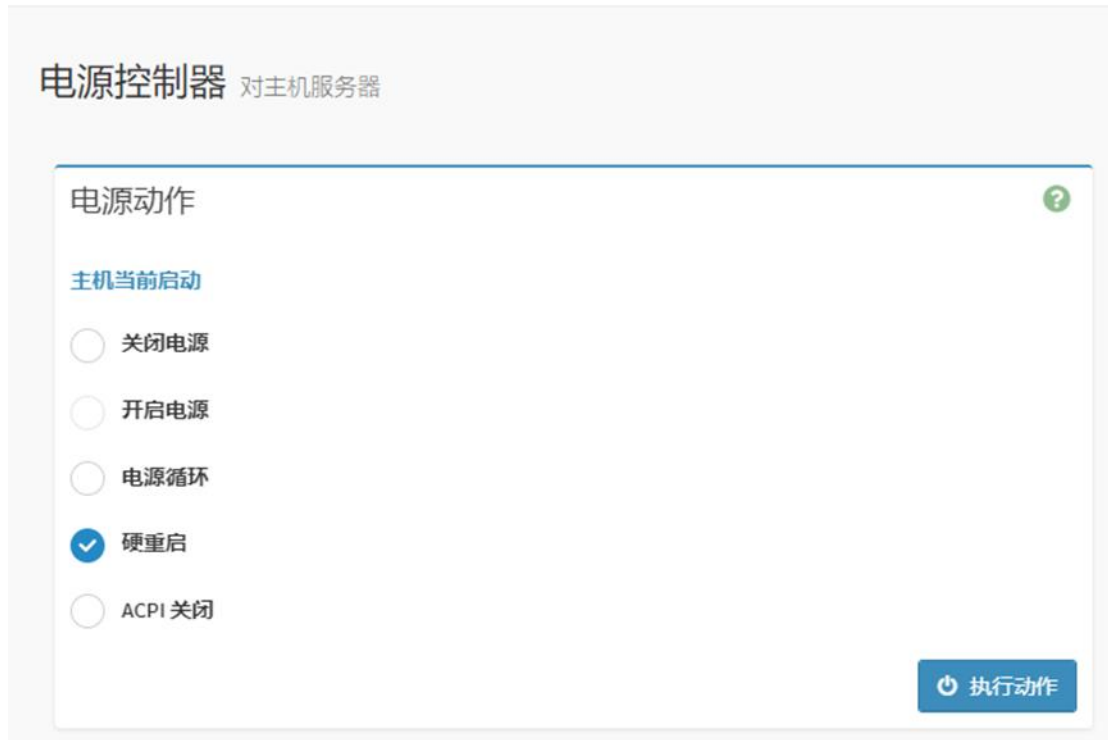 电源控制器 对主机服务器
电源动作
主机当前启动
关闭电源
开启电源
电源循环
硬重启
ACPI 关闭
执行动作